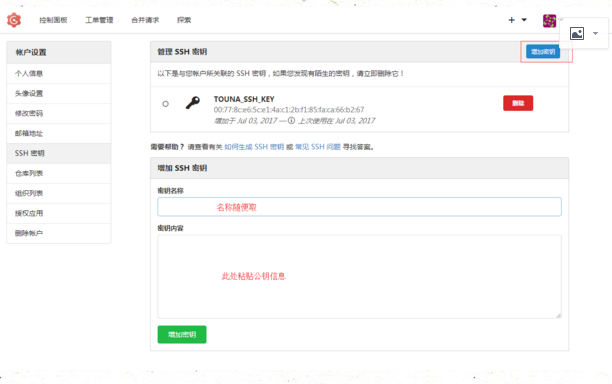 控制面板 工单管理 合并请求 探索
帐户设置
个人信息
头像设置
修改密码
邮箱地址
SSH 密钥
仓库列表
组织列表
授权应用
删除帐户
管理 SSH 密钥 增加密钥
以下是与您帐户所关联的 SSH 密钥，如果您发现有陌生的密钥，请立即删除它！
TOUNA_SSH_KEY
00:77:8c:e6:5c:e1:4a:c1:2b:f1:85:fa:ca:66:b2:67
增加于 Jul 03, 2017 — 上次使用在 Jul 03, 2017
删除
需要帮助？ 请查看有关 如何生成 SSH 密钥 或 常见 SSH 问题 寻找答案。
增加 SSH 密钥
密钥名称
名称随便取
密钥内容
此处粘贴公钥信息
增加密钥